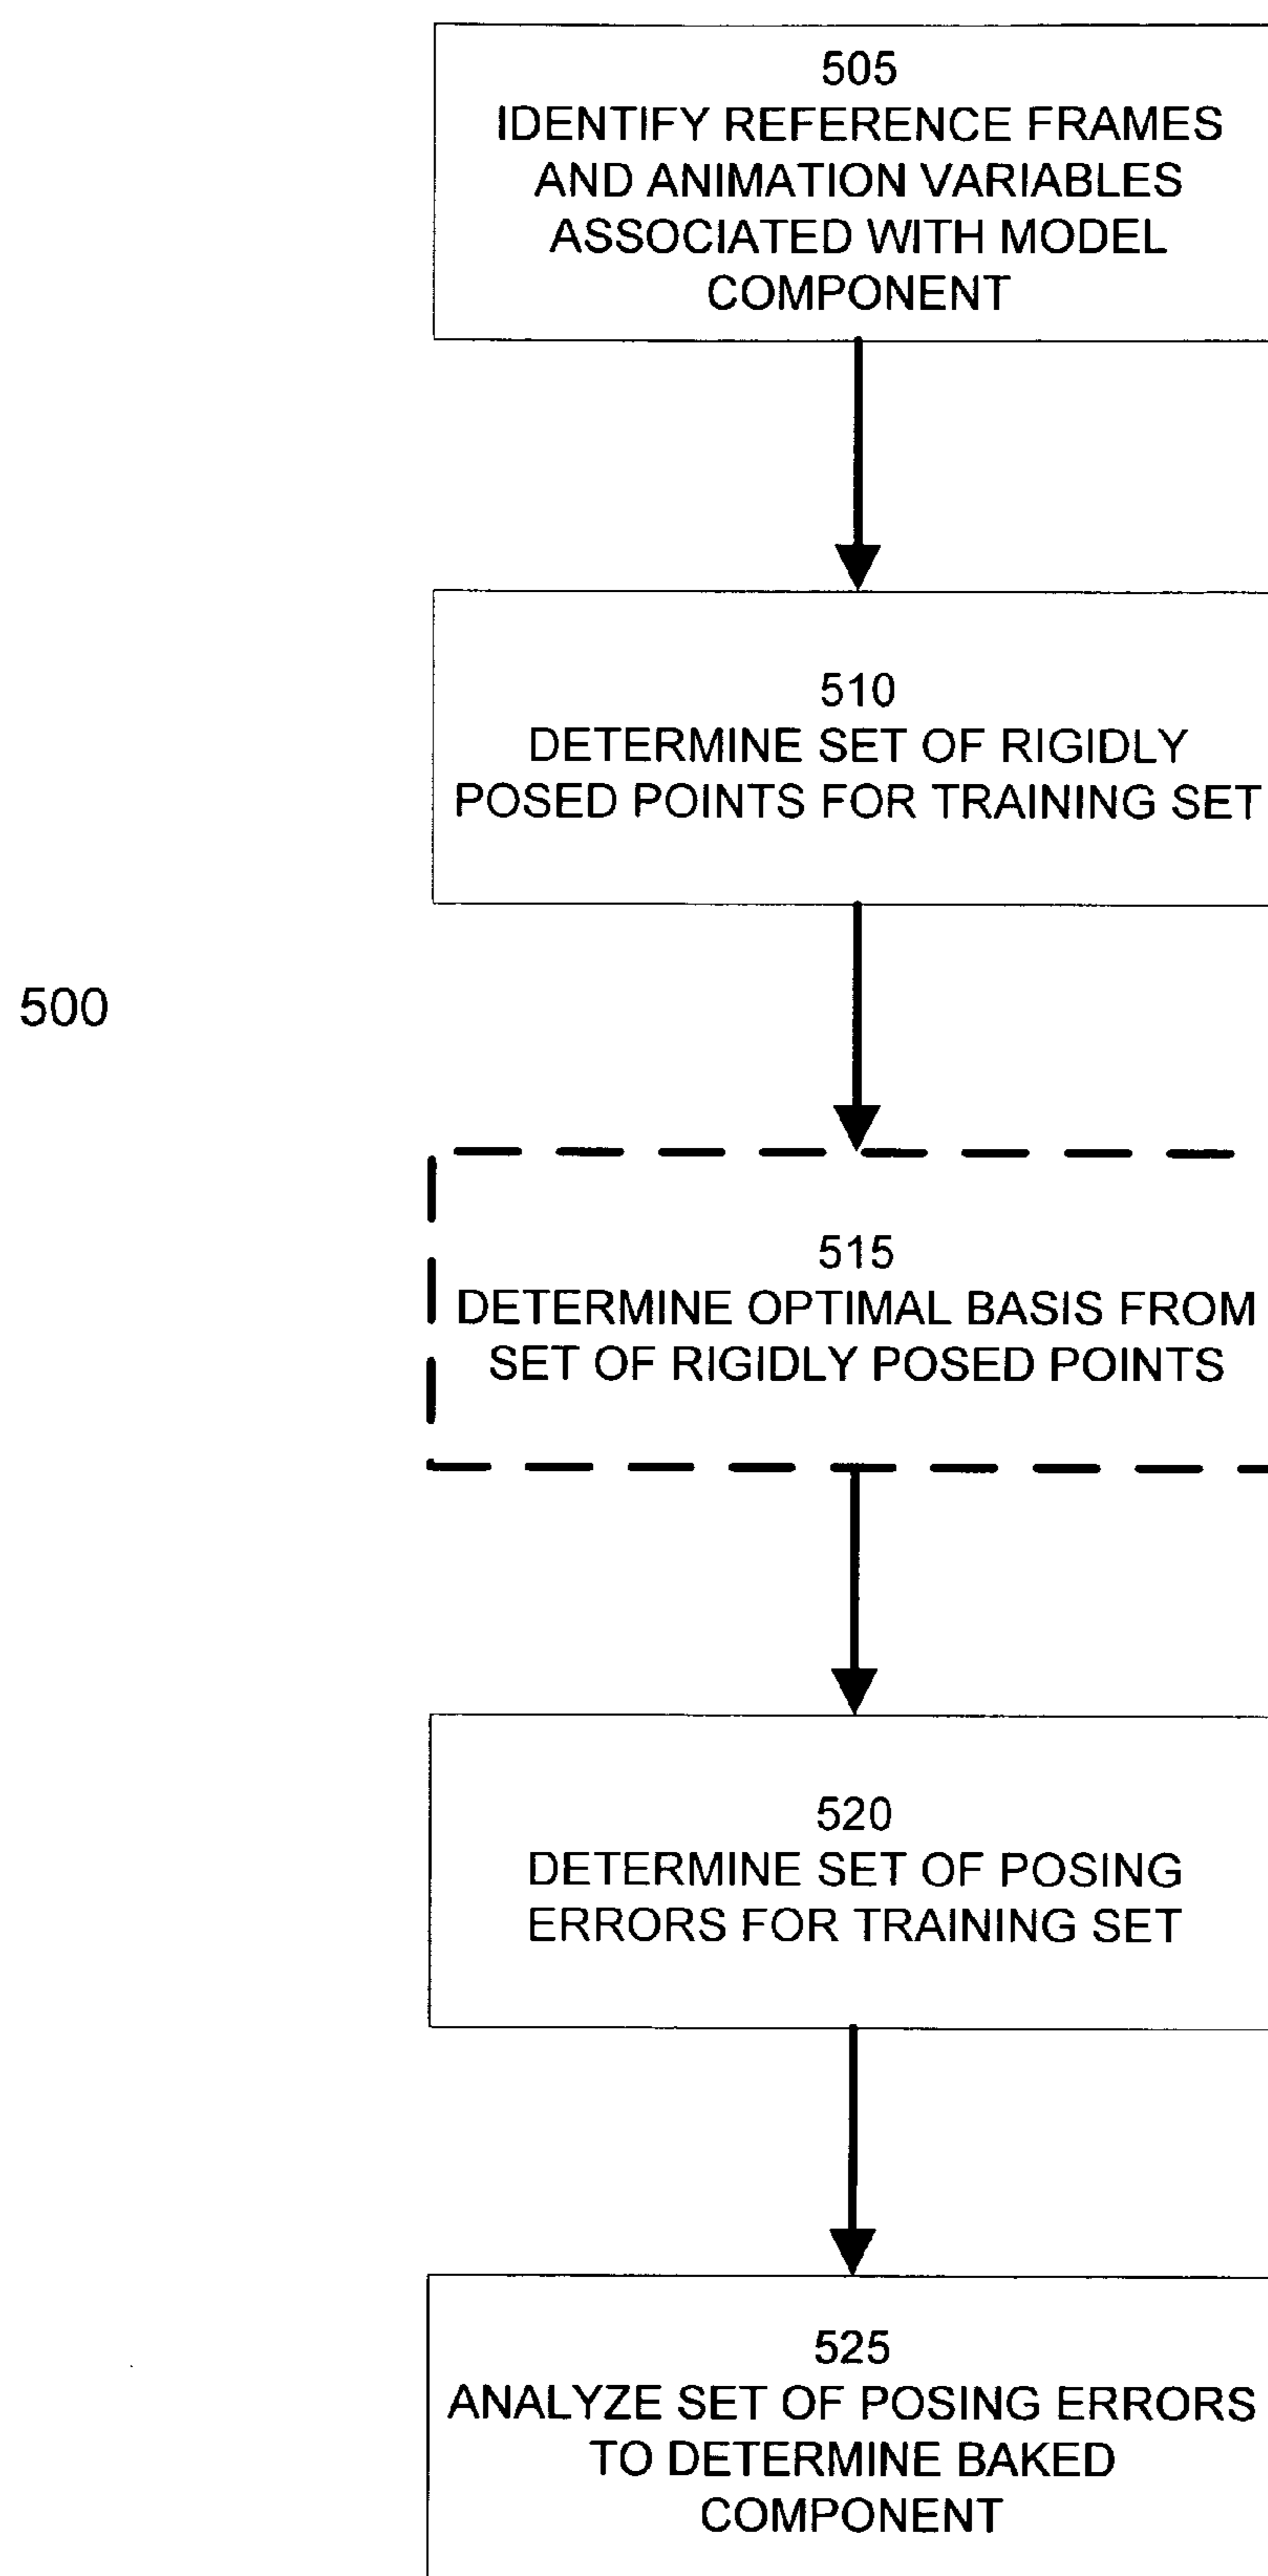 505
IDENTIFY REFERENCE FRAMES
AND ANIMATION VARIABLES
ASSOCIATED WITH MODEL
COMPONENT
510
DETERMINE SET OF RIGIDLY
POSED POINTS FOR TRAINING SET
500
515
DETERMINE OPTIMAL BASIS FROM
SET OF RIGIDLY POSED POINTS
520
DETERMINE SET OF POSING
ERRORS FOR TRAINING SET
525
ANALYZE SET OF POSING ERRORS
TO DETERMINE BAKED
COMPONENT